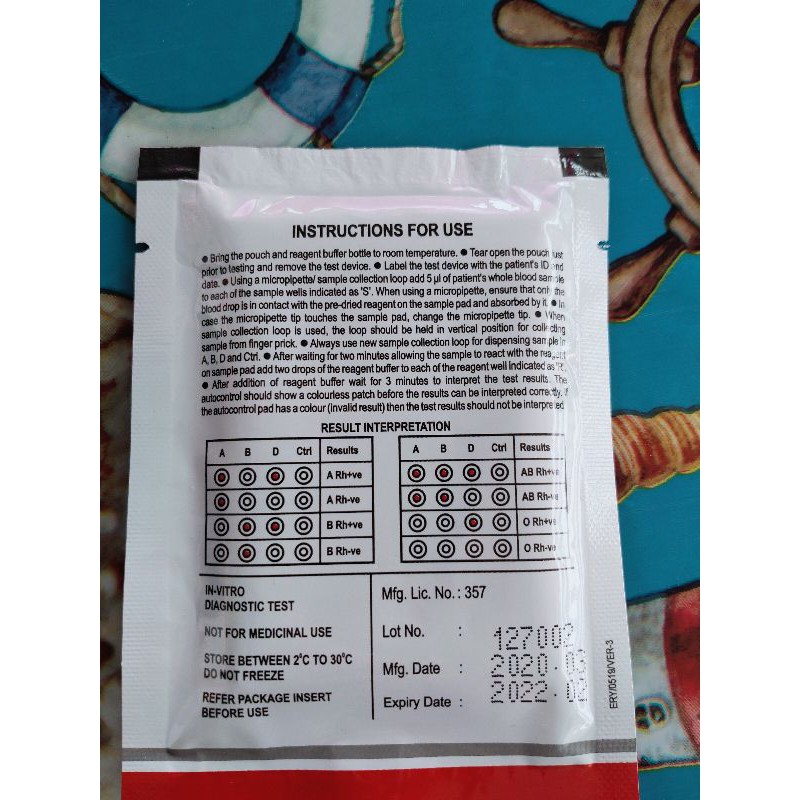 INSTRUCTIONS FOR USE
● Bring the pouch and reagent buffer bottle to room temperature. ● Tear open the pouch just
prior to testing and remove the test device. ● Label the test device with the patient's ID and
date. ● Using a micropipette/ sample collection loop add 5 µl of patient's whole blood sample
to each of the sample wells indicated as 'S'. When using a micropipette, ensure that only the
blood drop is in contact with the pre-dried reagent on the sample pad and absorbed by it. ● In
case the micropipette tip touches the sample pad, change the micropipette tip. ● When
sample collection loop is used, the loop should be held in vertical position for collecting
sample from finger prick. ● Always use new sample collection loop for dispensing sample in
A, B, D and Ctrl. ● After waiting for two minutes allowing the sample to react with the reagent
on sample pad add two drops of the reagent buffer to each of the reagent well indicated as 'R'.
● After addition of reagent buffer wait for 3 minutes to interpret the test results. The
autocontrol should show a colourless patch before the results can be interpreted correctly. If
the autocontrol pad has a colour (invalid result) then the test results should not be interpreted
RESULT INTERPRETATION
A B D Ctrl Results
A Rh+ve
A Rh-ve
B Rh+ve
B Rh-ve
A B D Ctrl Results
AB Rh+ve
AB Rh-ve
O Rh+ve
O Rh-ve
IN-VITRO
DIAGNOSTIC TEST
NOT FOR MEDICINAL USE
STORE BETWEEN 2°C TO 30°C
DO NOT FREEZE
REFER PACKAGE INSERT
BEFORE USE
Mfg. Lic. No. : 357
Lot No. : 127002
Mfg. Date : 2020-03
Expiry Date : 2022-02
ERY/0519/VER-3